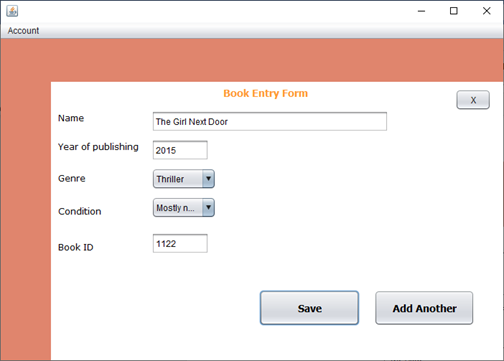 Account
Book Entry Form
X
Name
The Girl Next Door
Year of publishing
2015
Genre
Thriller
Condition
Mostly n...
Book ID
1122
Save
Add Another